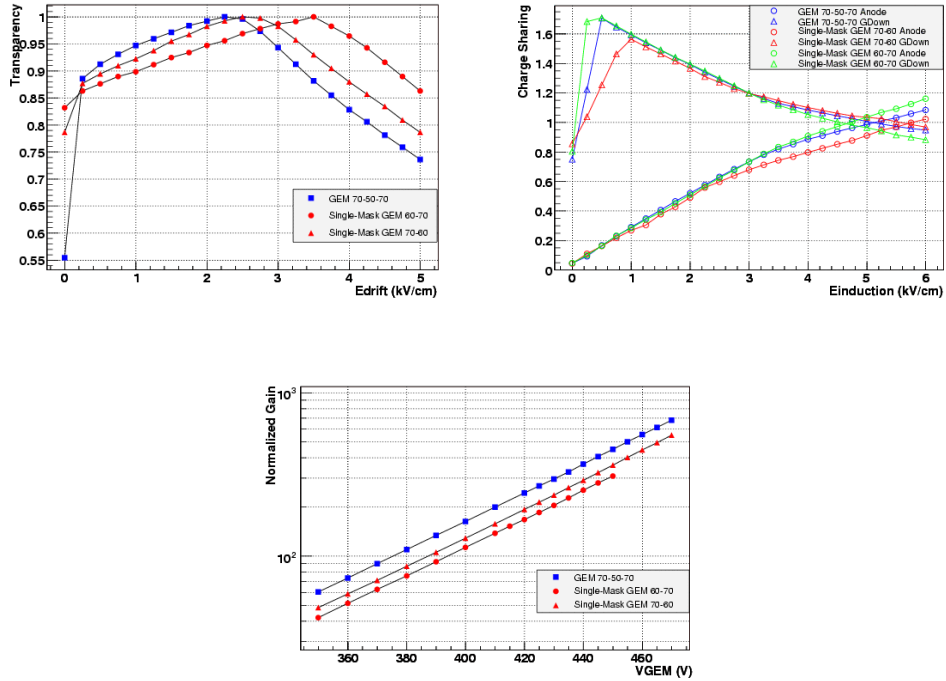 Transparency
1
0.95
0.9
0.85
0.8
0.75
0.7
0.65
0.6
0.55
GEM 70-50-70
Single-Mask GEM 60-70
Single-Mask GEM 70-60
0 1 2 3 4 5
Edrift (kV/cm)
Charge Sharing
1.6
1.4
1.2
1
0.8
0.6
0.4
0.2
0
GEM 70-50-70 Anode
GEM 70-50-70 GDown
Single-Mask GEM 70-60 Anode
Single-Mask GEM 70-60 GDown
Single-Mask GEM 60-70 Anode
Single-Mask GEM 60-70 GDown
0 1 2 3 4 5 6
Einduction (kV/cm)
Normalized Gain
10³
10²
GEM 70-50-70
Single-Mask GEM 60-70
Single-Mask GEM 70-60
360 380 400 420 440 460
VGEM (V)